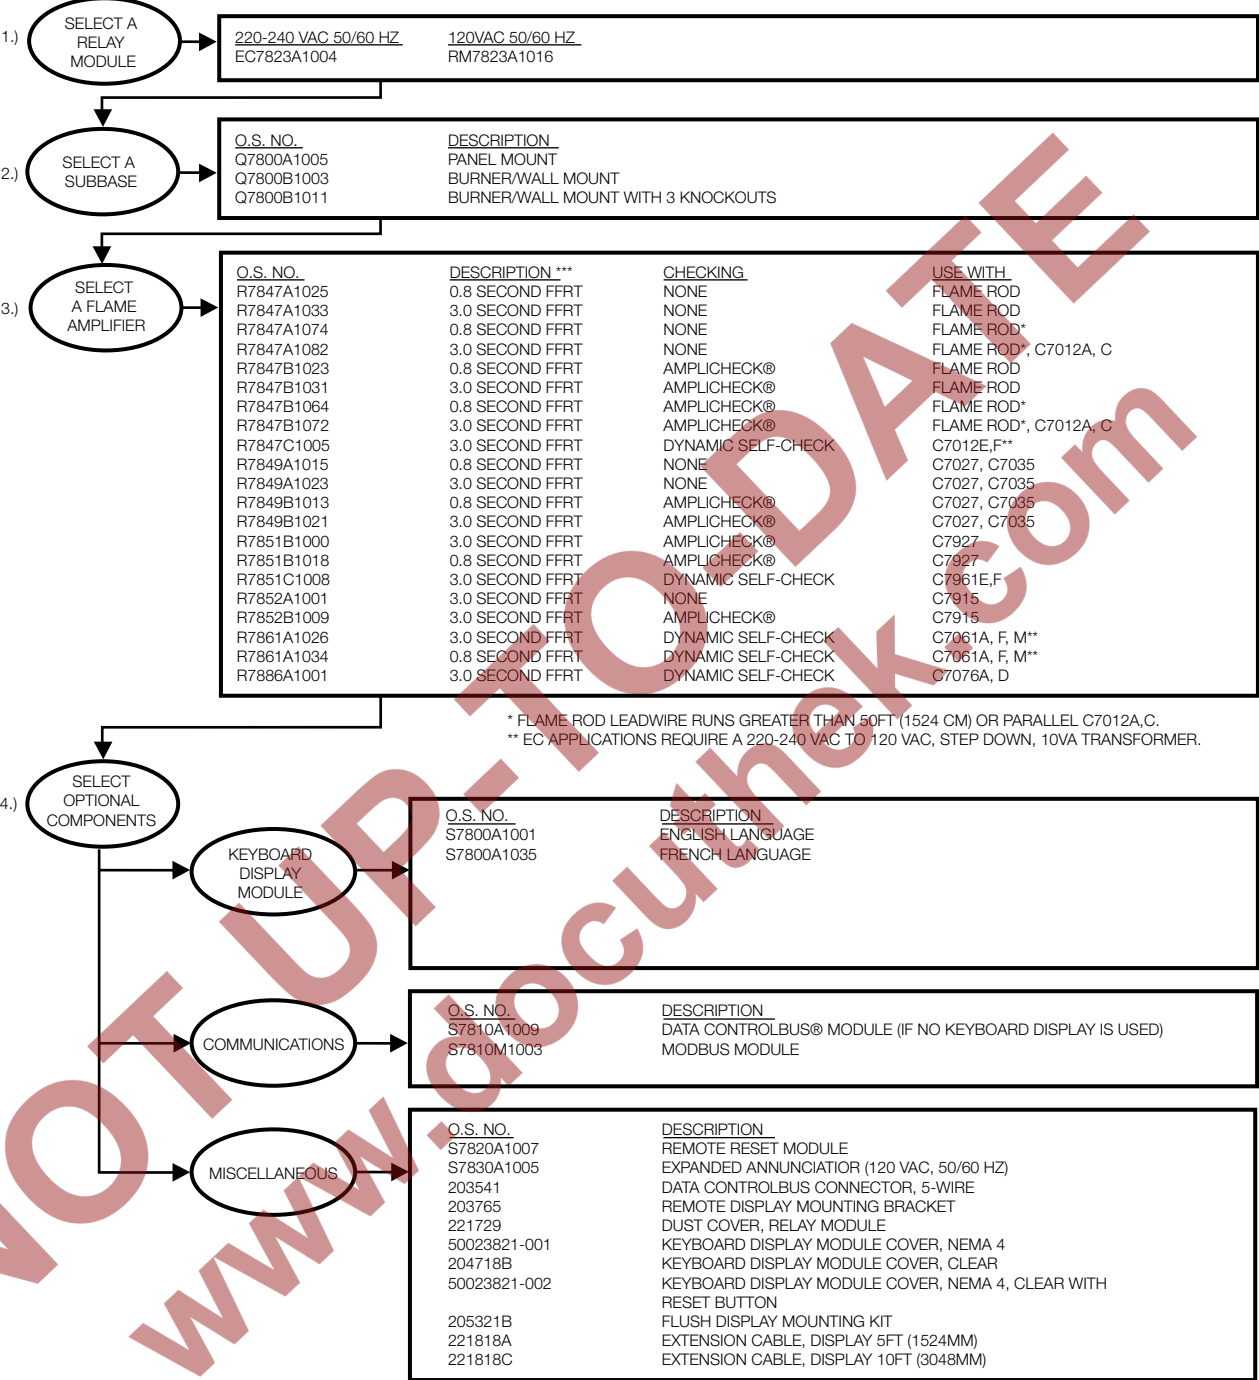 1.)
SELECT A
RELAY
MODULE
220-240 VAC 50/60 HZ 120VAC 50/60 HZ
EC7823A1004 RM7823A1016
2.)
SELECT A
SUBBASE
O.S. NO. DESCRIPTION
Q7800A1005 PANEL MOUNT
Q7800B1003 BURNER/WALL MOUNT
Q7800B1011 BURNER/WALL MOUNT WITH 3 KNOCKOUTS
3.)
SELECT
A FLAME
AMPLIFIER
O.S. NO. DESCRIPTION *** CHECKING USE WITH
R7847A1025 0.8 SECOND FFRT NONE FLAME ROD
R7847A1033 3.0 SECOND FFRT NONE FLAME ROD
R7847A1074 0.8 SECOND FFRT NONE FLAME ROD*
R7847A1082 3.0 SECOND FFRT NONE FLAME ROD*, C7012A, C
R7847B1023 0.8 SECOND FFRT AMPLICHECK® FLAME ROD
R7847B1031 3.0 SECOND FFRT AMPLICHECK® FLAME ROD
R7847B1064 0.8 SECOND FFRT AMPLICHECK® FLAME ROD*
R7847B1072 3.0 SECOND FFRT AMPLICHECK® FLAME ROD*, C7012A, C
R7847C1005 3.0 SECOND FFRT DYNAMIC SELF-CHECK C7012E,F**
R7849A1015 0.8 SECOND FFRT NONE C7027, C7035
R7849A1023 3.0 SECOND FFRT NONE C7027, C7035
R7849B1013 0.8 SECOND FFRT AMPLICHECK® C7027, C7035
R7849B1021 3.0 SECOND FFRT AMPLICHECK® C7027, C7035
R7851B1000 3.0 SECOND FFRT AMPLICHECK® C7927
R7851B1018 0.8 SECOND FFRT AMPLICHECK® C7927
R7851C1008 3.0 SECOND FFRT DYNAMIC SELF-CHECK C7961E,F
R7852A1001 3.0 SECOND FFRT NONE C7915
R7852B1009 3.0 SECOND FFRT AMPLICHECK® C7915
R7861A1026 3.0 SECOND FFRT DYNAMIC SELF-CHECK C7061A, F, M**
R7861A1034 0.8 SECOND FFRT DYNAMIC SELF-CHECK C7061A, F, M**
R7886A1001 3.0 SECOND FFRT DYNAMIC SELF-CHECK C7076A, D
* FLAME ROD LEADWIRE RUNS GREATER THAN 50FT (1524 CM) OR PARALLEL C7012A,C.
** EC APPLICATIONS REQUIRE A 220-240 VAC TO 120 VAC, STEP DOWN, 10VA TRANSFORMER.
4.)
SELECT
OPTIONAL
COMPONENTS
KEYBOARD
DISPLAY
MODULE
O.S. NO. DESCRIPTION
S7800A1001 ENGLISH LANGUAGE
S7800A1035 FRENCH LANGUAGE
COMMUNICATIONS
O.S. NO. DESCRIPTION
S7810A1009 DATA CONTROLBUS® MODULE (IF NO KEYBOARD DISPLAY IS USED)
S7810M1003 MODBUS MODULE
MISCELLANEOUS
O.S. NO. DESCRIPTION
S7820A1007 REMOTE RESET MODULE
S7830A1005 EXPANDED ANNUNCIATIOR (120 VAC, 50/60 HZ)
203541 DATA CONTROLBUS CONNECTOR, 5-WIRE
203765 REMOTE DISPLAY MOUNTING BRACKET
221729 DUST COVER, RELAY MODULE
50023821-001 KEYBOARD DISPLAY MODULE COVER, NEMA 4
204718B KEYBOARD DISPLAY MODULE COVER, CLEAR
50023821-002 KEYBOARD DISPLAY MODULE COVER, NEMA 4, CLEAR WITH
RESET BUTTON
205321B FLUSH DISPLAY MOUNTING KIT
221818A EXTENSION CABLE, DISPLAY 5FT (1524MM)
221818C EXTENSION CABLE, DISPLAY 10FT (3048MM)
NOT UP-TO-DATE
www.docuthek.com